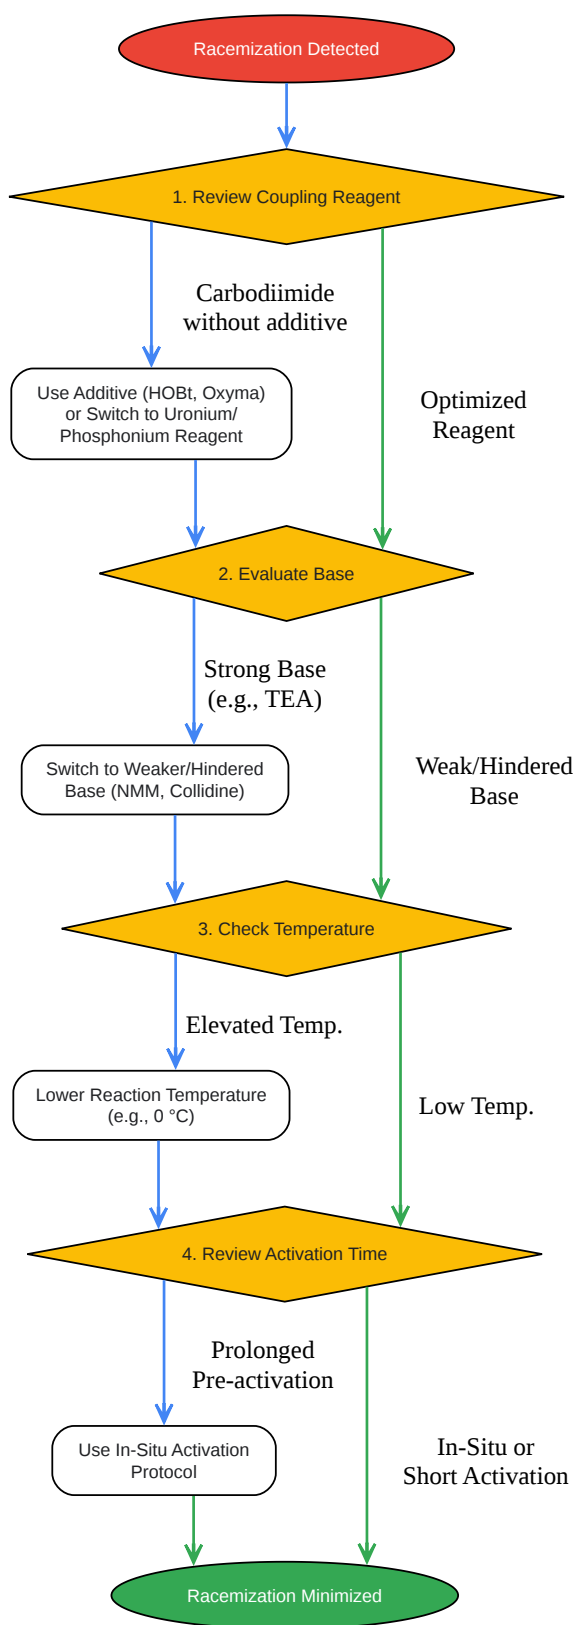 Racemization Detected
1. Review Coupling Reagent
Carbodiimide
without additive
Use Additive (HOBt, Oxyma)
or Switch to Uronium/
Phosphonium Reagent
Optimized
Reagent
2. Evaluate Base
Strong Base
(e.g., TEA)
Switch to Weaker/Hindered
Base (NMM, Collidine)
Weak/Hindered
Base
3. Check Temperature
Elevated Temp.
Lower Reaction Temperature
(e.g., 0 °C)
Low Temp.
4. Review Activation Time
Prolonged
Pre-activation
Use In-Situ Activation
Protocol
In-Situ or
Short Activation
Racemization Minimized